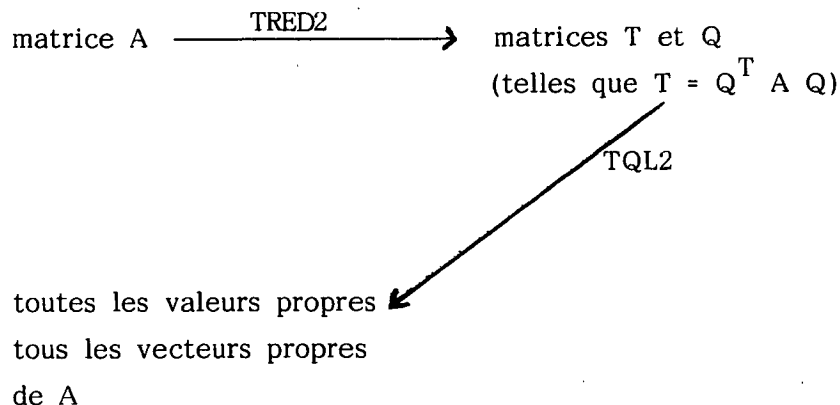 matrice A
TRED2
matrices T et Q
(telles que T = Q^T A Q)
TQL2
toutes les valeurs propres
tous les vecteurs propres
de A